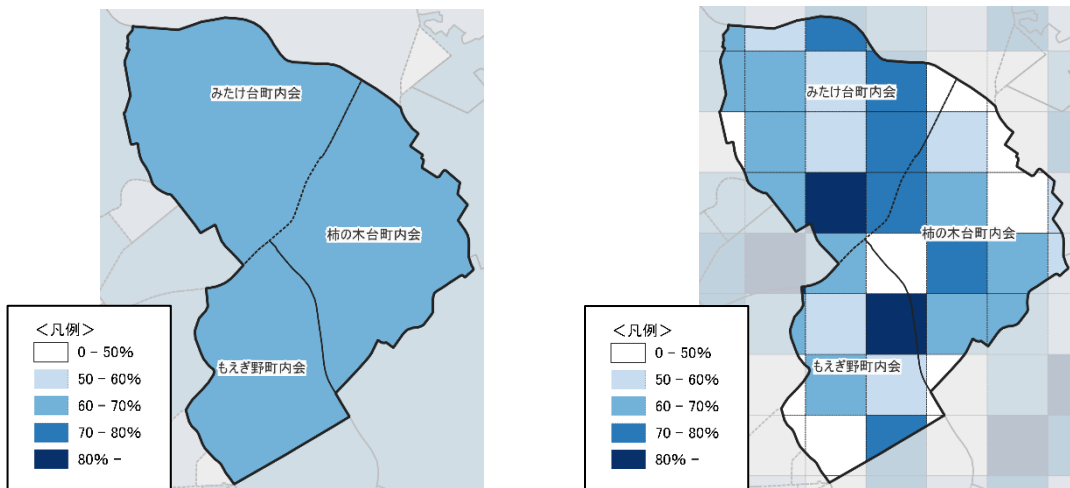 みたけ台町内会
柿の木台町内会
もえぎ野町内会
＜凡例＞
0 – 50%
50 – 60%
60 – 70%
70 – 80%
80% –
みたけ台町内会
柿の木台町内会
もえぎ野町内会
＜凡例＞
0 – 50%
50 – 60%
60 – 70%
70 – 80%
80% –